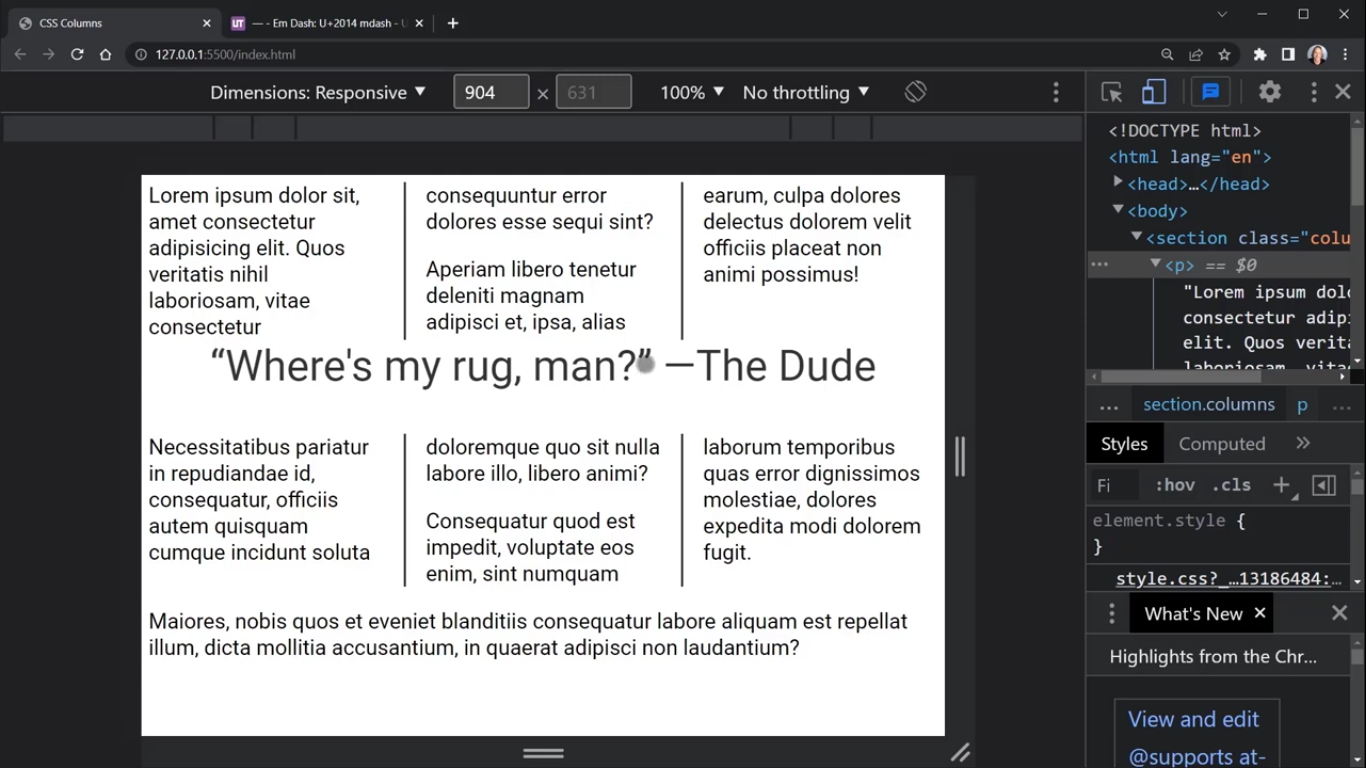 CSS Columns
UT — - Em Dash: U+2014 mdash - U
127.0.0.1:5500/index.html
Dimensions: Responsive 904 × 631 100% No throttling
Lorem ipsum dolor sit,
amet consectetur
adipisicing elit. Quos
veritatis nihil
laboriosam, vitae
consectetur
consequuntur error
dolores esse sequi sint?
Aperiam libero tenetur
deleniti magnam
adipisci et, ipsa, alias
earum, culpa dolores
delectus dolorem velit
officiis placeat non
animi possimus!
“Where's my rug, man?” —The Dude
Necessitatibus pariatur
in repudiandae id,
consequatur, officiis
autem quisquam
cumque incidunt soluta
doloremque quo sit nulla
labore illo, libero animi?
Consequatur quod est
impedit, voluptate eos
enim, sint numquam
laborum temporibus
quas error dignissimos
molestiae, dolores
expedita modi dolorem
fugit.
Maiores, nobis quos et eveniet blanditiis consequatur labore aliquam est repellat
illum, dicta mollitia accusantium, in quaerat adipisci non laudantium?
<!DOCTYPE html>
<html lang="en">
<head>…</head>
<body>
<section class="colu
… <p> == $0
"Lorem ipsum dolo
consectetur adip
elit. Quos verita
laboriosam, vitae
… section.columns p …
Styles Computed »
Fi :hov .cls +
element.style {
}
style.css?_…13186484:…
What's New ×
Highlights from the Chr...
View and edit
@supports at-